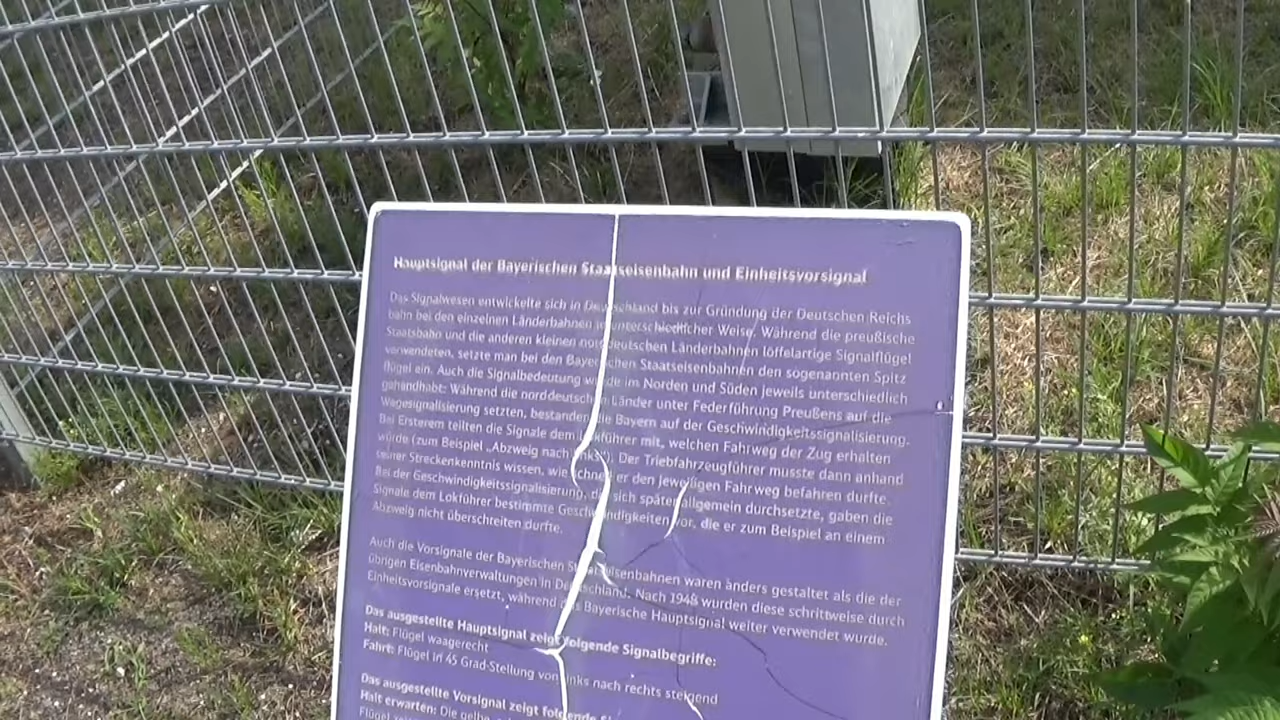 Hauptsignal der Bayerischen Staatseisenbahn und Einheitsvorsignal
Das Signalwesen entwickelte sich in Deutschland bis zur Gründung der Deutschen Reichs
bahn bei den einzelnen Länderbahnen in unterschiedlicher Weise. Während die preußische
Staatsbahn und die anderen kleinen norddeutschen Länderbahnen löffelartige Signalflügel
verwendeten, setzte man bei den Bayerischen Staatseisenbahnen den sogenannten Spitz
flügel ein. Auch die Signalbedeutung wurde im Norden und Süden jeweils unterschiedlich
gehandhabt: Während die norddeutschen Länder unter Federführung Preußens auf die
Wegesignalisierung setzten, bestanden die Bayern auf der Geschwindigkeitssignalisierung.
Bei Ersterem teilten die Signale dem Lokführer mit, welchen Fahrweg der Zug erhalten
würde (zum Beispiel „Abzweig nach links"). Der Triebfahrzeugführer musste dann anhand
seiner Streckenkenntnis wissen, wie schnell er den jeweiligen Fahrweg befahren durfte.
Bei der Geschwindigkeitssignalisierung, die sich später allgemein durchsetzte, gaben die
Signale dem Lokführer bestimmte Geschwindigkeiten vor, die er zum Beispiel an einem
Abzweig nicht überschreiten durfte.
Auch die Vorsignale der Bayerischen Staatseisenbahnen waren anders gestaltet als die der
übrigen Eisenbahnverwaltungen in Deutschland. Nach 1948 wurden diese schrittweise durch
Einheitsvorsignale ersetzt, während das Bayerische Hauptsignal weiter verwendet wurde.
Das ausgestellte Hauptsignal zeigt folgende Signalbegriffe:
Halt: Flügel waagerecht
Fahrt: Flügel in 45 Grad-Stellung von links nach rechts steigend
Das ausgestellte Vorsignal zeigt folgende
Halt erwarten: Die gelbe
Flügel